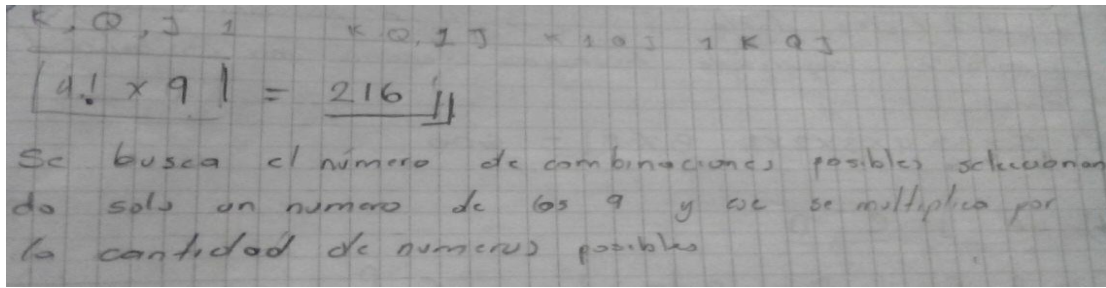 K, Q, J 1 K Q, 1 J K 1 Q J 1 K Q J
4! x 9 = 216
Se busca el número de combinaciones posibles seleccionan
do solo un numero de los 9 y ese se multiplica por
la cantidad de numeros posibles